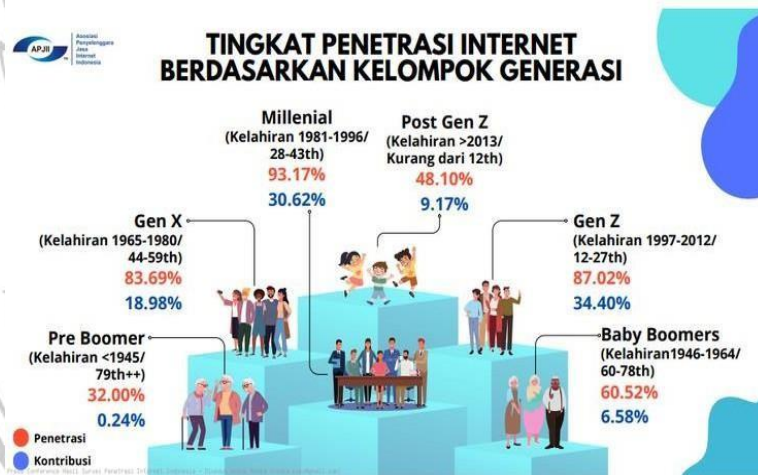 APJII
Asosiasi
Penyelenggara
Jasa
Internet
Indonesia
TINGKAT PENETRASI INTERNET
BERDASARKAN KELOMPOK GENERASI
Millenial
(Kelahiran 1981-1996/
28-43th)
93.17%
30.62%
Post Gen Z
(Kelahiran >2013/
Kurang dari 12th)
48.10%
9.17%
Gen X
(Kelahiran 1965-1980/
44-59th)
83.69%
18.98%
Gen Z
(Kelahiran 1997-2012/
12-27th)
87.02%
34.40%
Pre Boomer
(Kelahiran <1945/
79th++)
32.00%
0.24%
Baby Boomers
(Kelahiran1946-1964/
60-78th)
60.52%
6.58%
Penetrasi
Kontribusi